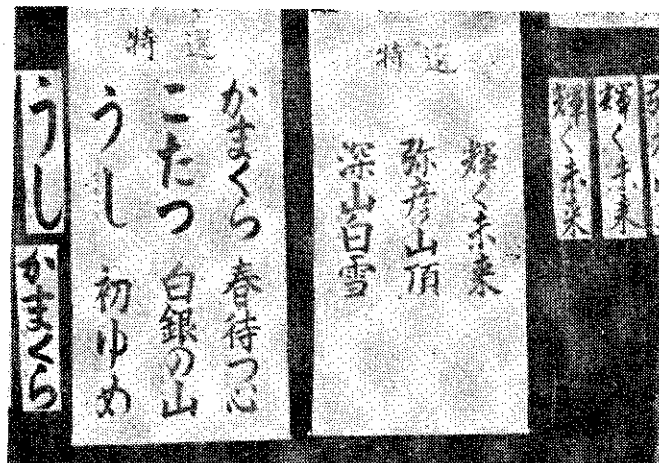 輝く未来
輝く未来
特選
輝く未来
弥彦山頂
深山白雪
特選
かまくら
こたつ
うし
春待つ心
白銀の山
初ゆめ
うし
かまくら